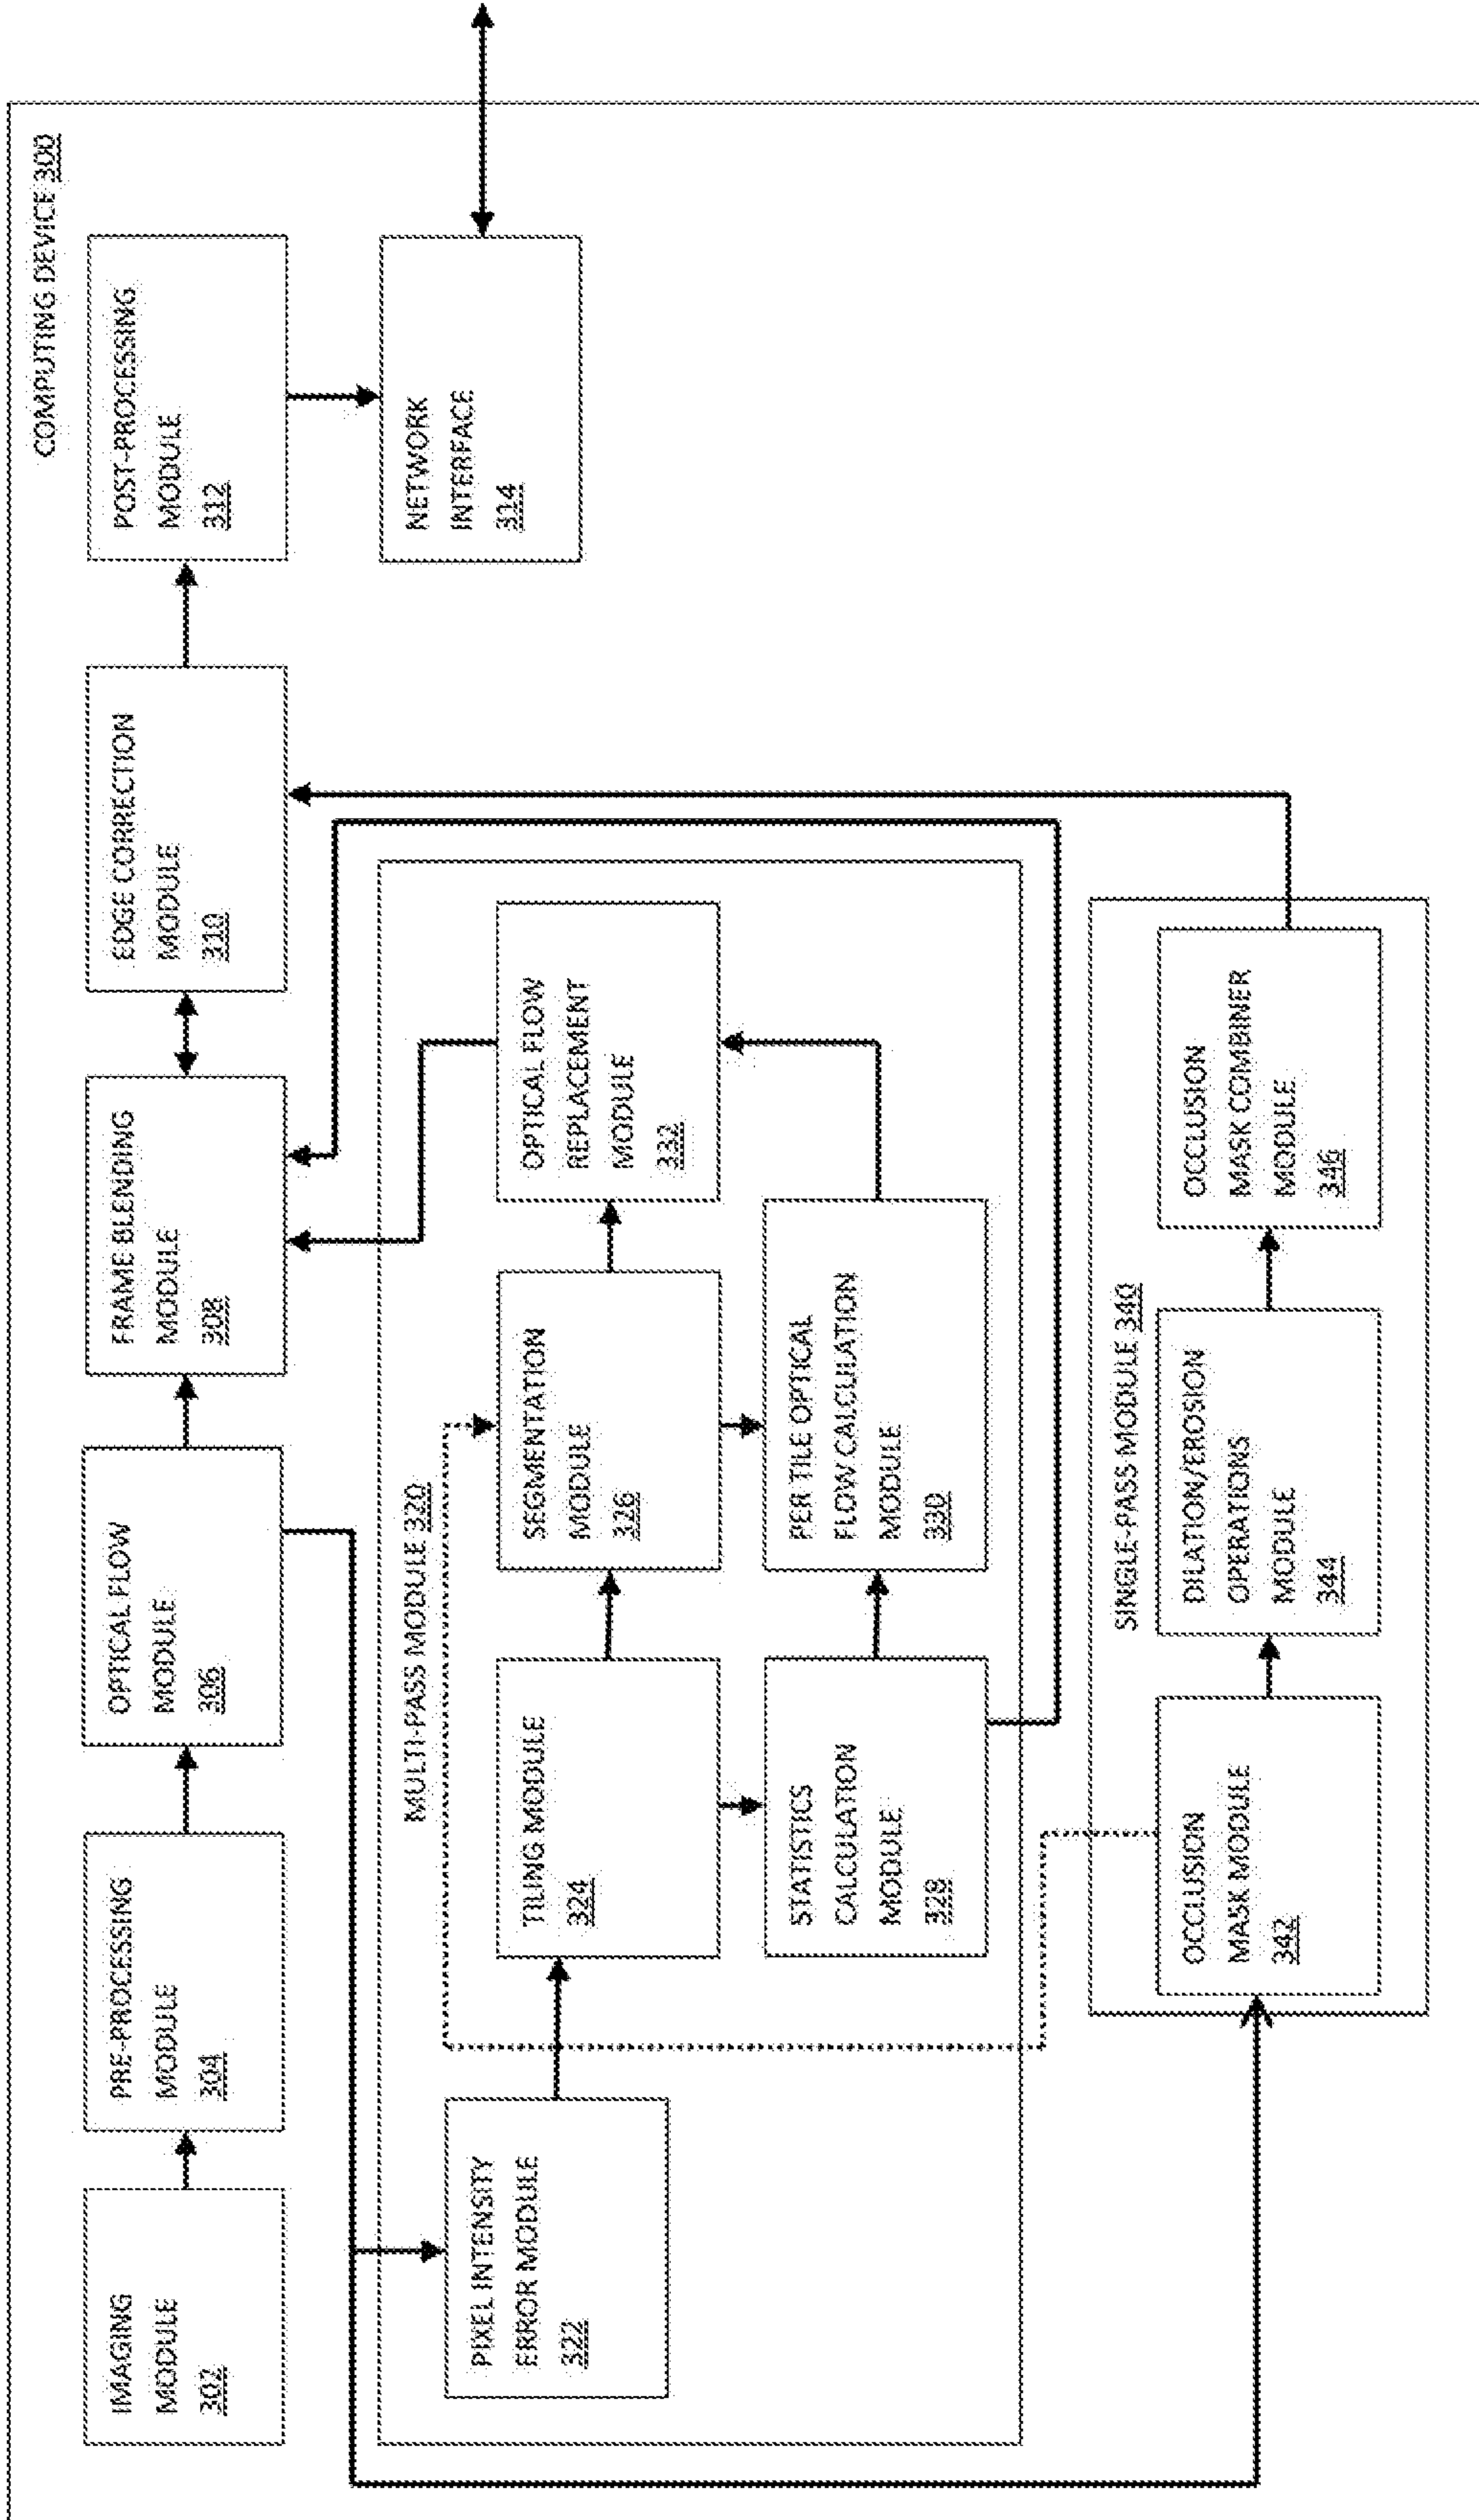 COMPUTING DEVICE 300
IMAGING
MODULE
302
PRE-PROCESSING
MODULE
304
OPTICAL FLOW
MODULE
306
FRAME BLENDING
MODULE
308
EDGE CORRECTION
MODULE
310
POST-PROCESSING
MODULE
312
NETWORK
INTERFACE
314
MULTI-PASS MODULE 320
PIXEL INTENSITY
ERROR MODULE
322
TILING MODULE
324
SEGMENTATION
MODULE
326
OPTICAL FLOW
REPLACEMENT
MODULE
332
STATISTICS
CALCULATION
MODULE
328
PER TILE OPTICAL
FLOW CALCULATION
MODULE
330
SINGLE-PASS MODULE 340
OCCLUSION
MASK MODULE
342
DILATION/EROSION
OPERATIONS
MODULE
344
OCCLUSION
MASK COMBINER
MODULE
346